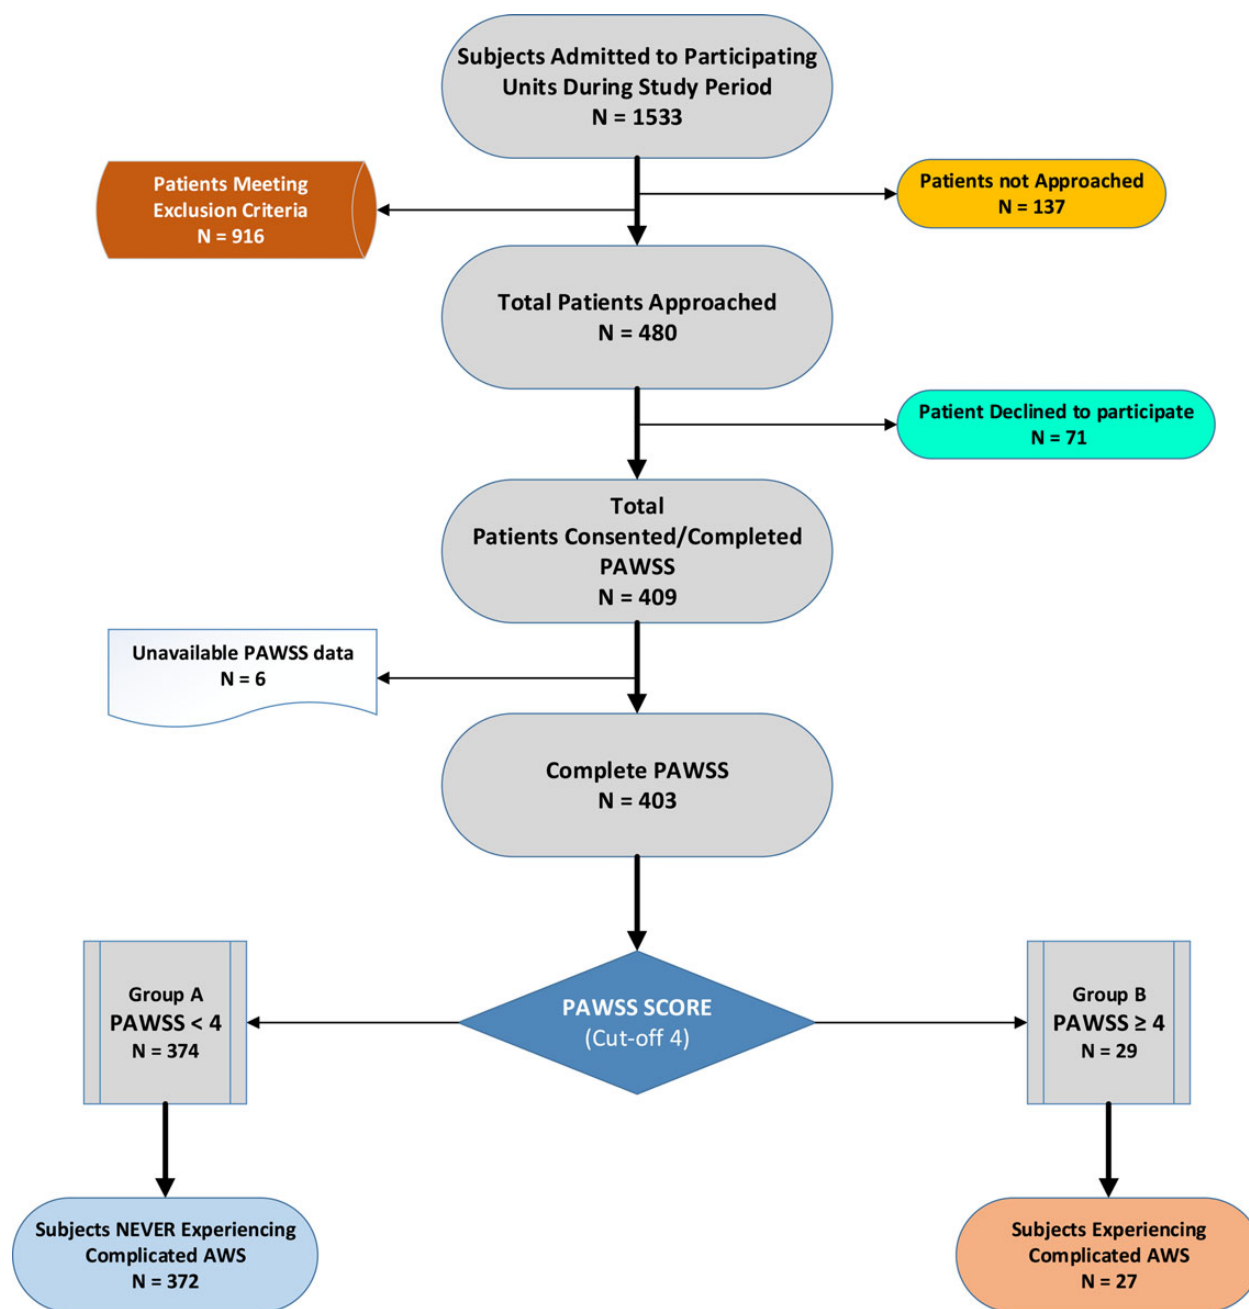 Subjects Admitted to Participating
Units During Study Period
N = 1533
Patients Meeting
Exclusion Criteria
N = 916
Patients not Approached
N = 137
Total Patients Approached
N = 480
Patient Declined to participate
N = 71
Total
Patients Consented/Completed
PAWSS
N = 409
Unavailable PAWSS data
N = 6
Complete PAWSS
N = 403
Group A
PAWSS < 4
N = 374
PAWSS SCORE
(Cut-off 4)
Group B
PAWSS ≥ 4
N = 29
Subjects NEVER Experiencing
Complicated AWS
N = 372
Subjects Experiencing
Complicated AWS
N = 27